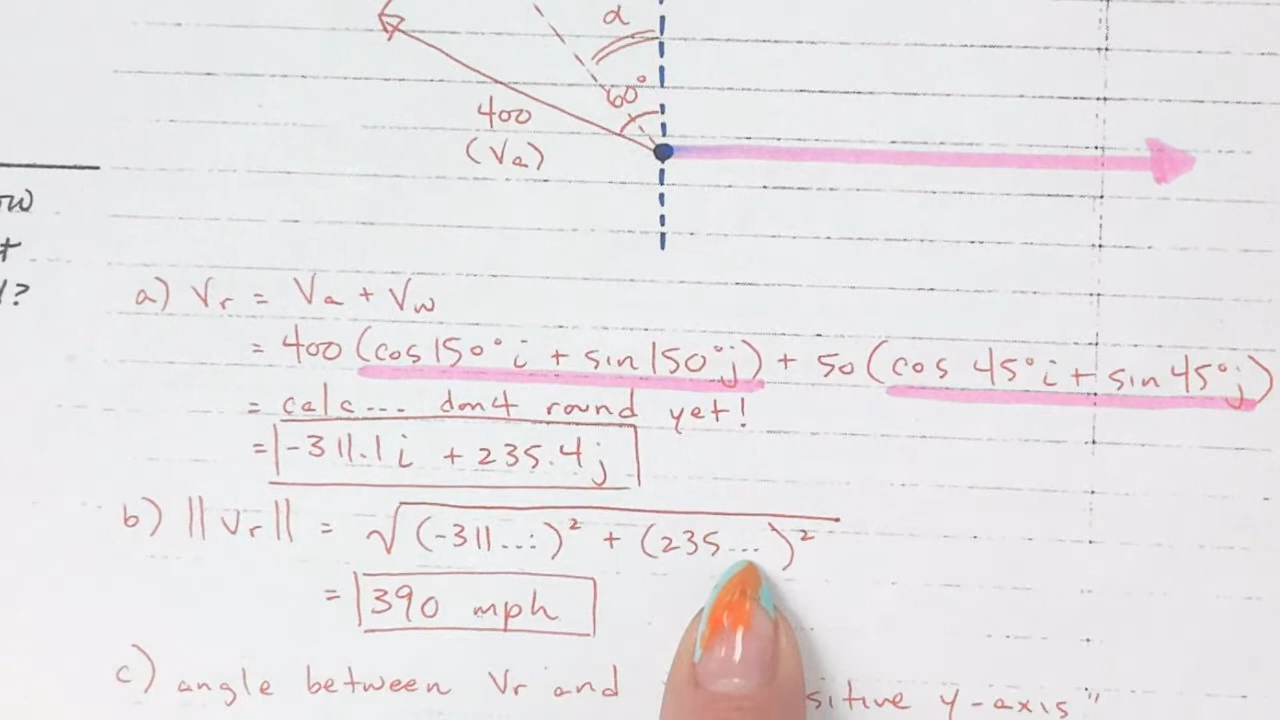 α
60°
400
(Va)
ow
t
?
a) Vr = Va + Vw
= 400 (cos 150° i + sin 150° j) + 50 (cos 45° i + sin 45° j)
= calc... don't round yet!
= -311.1 i + 235.4 j
b) ||Vr|| = √(-311...)² + (235...)²
= 390 mph
c) angle between Vr and sitive y-axis"